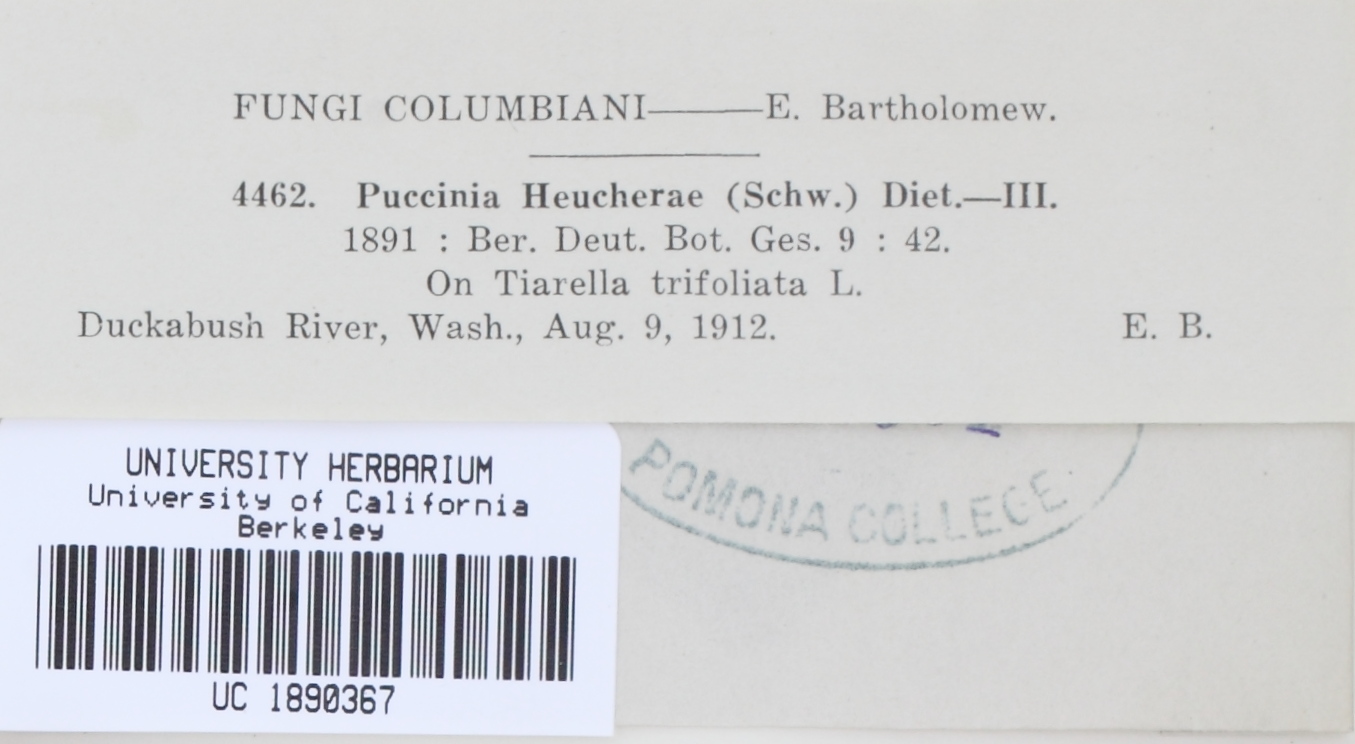 FUNGI COLUMBIANI———E. Bartholomew.
4462. Puccinia Heucherae (Schw.) Diet.—III.
1891 : Ber. Deut. Bot. Ges. 9 : 42.
On Tiarella trifoliata L.
Duckabush River, Wash., Aug. 9, 1912. E. B.
UNIVERSITY HERBARIUM
University of California
Berkeley
UC 1890367
POMONA COLLEGE